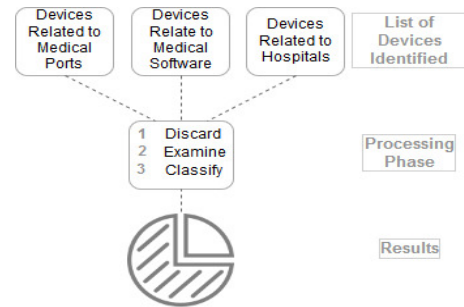 Devices
Related to
Medical
Ports
Devices
Relate to
Medical
Software
Devices
Related to
Hospitals
List of
Devices
Identified
1 Discard
2 Examine
3 Classify
Processing
Phase
Results